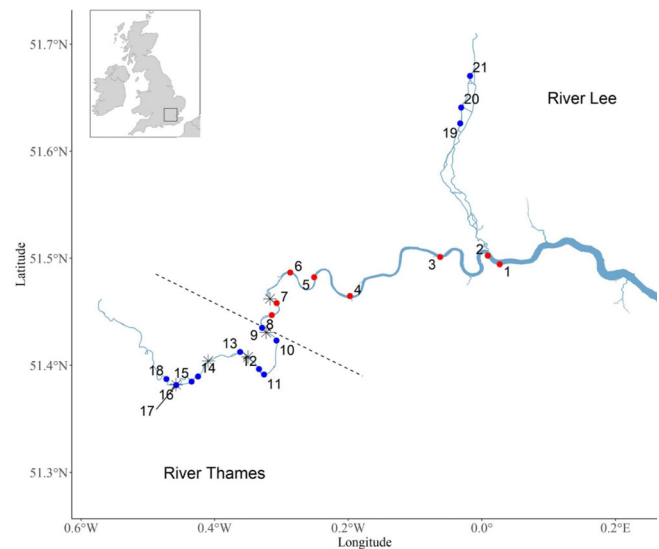 51.7°N
21
20
River Lee
19
51.6°N
51.5°N
2
1
3
6
5
4
7
8
9
10
51.4°N
13
12
11
14
15
18
16
17
51.3°N
River Thames
0.6°W
0.4°W
0.2°W
0.0°
0.2°E
Latitude
Longitude